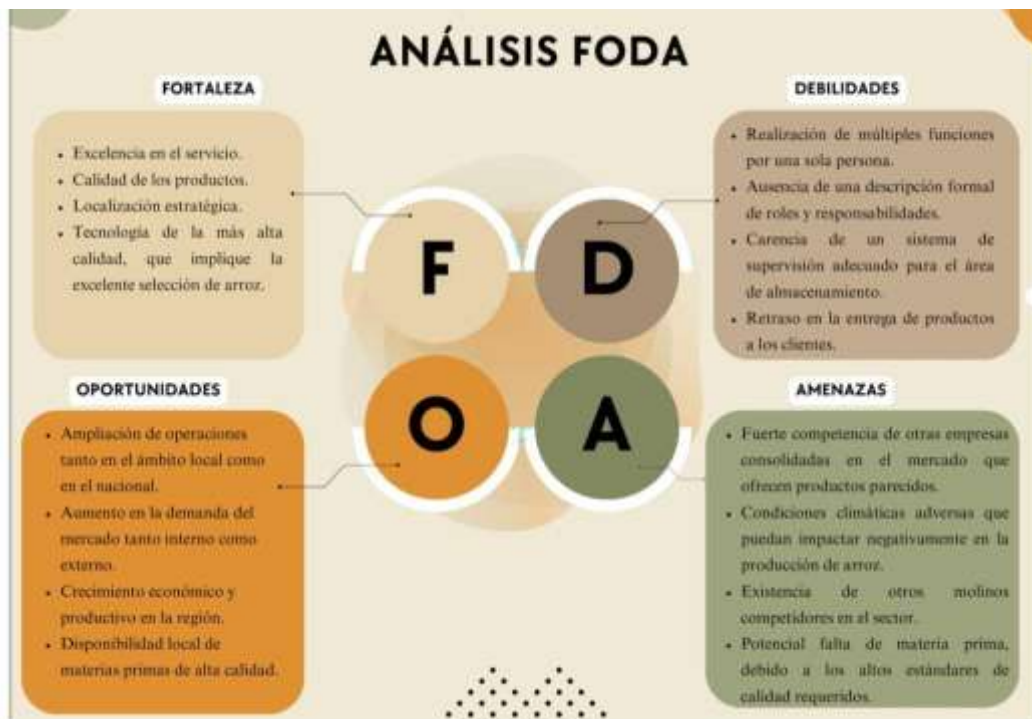 ANÁLISIS FODA
FORTALEZA
• Excelencia en el servicio.
• Calidad de los productos.
• Localización estratégica.
• Tecnología de la más alta
calidad, que implique la
excelente selección de arroz.
DEBILIDADES
• Realización de múltiples funciones
por una sola persona.
• Ausencia de una descripción formal
de roles y responsabilidades.
• Carencia de un sistema de
supervisión adecuado para el área
de almacenamiento.
• Retraso en la entrega de productos
a los clientes.
F
D
O
A
OPORTUNIDADES
• Ampliación de operaciones
tanto en el ámbito local como
en el nacional.
• Aumento en la demanda del
mercado tanto interno como
externo.
• Crecimiento económico y
productivo en la región.
• Disponibilidad local de
materias primas de alta calidad.
AMENAZAS
• Fuerte competencia de otras empresas
consolidadas en el mercado que
ofrecen productos parecidos.
• Condiciones climáticas adversas que
puedan impactar negativamente en la
producción de arroz.
• Existencia de otros molinos
competidores en el sector.
• Potencial falta de materia prima,
debido a los altos estándares de
calidad requeridos.